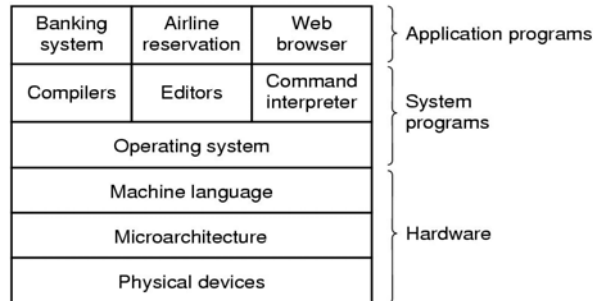 Banking system
Airline reservation
Web browser
Application programs
Compilers
Editors
Command interpreter
System programs
Operating system
Machine language
Microarchitecture
Hardware
Physical devices